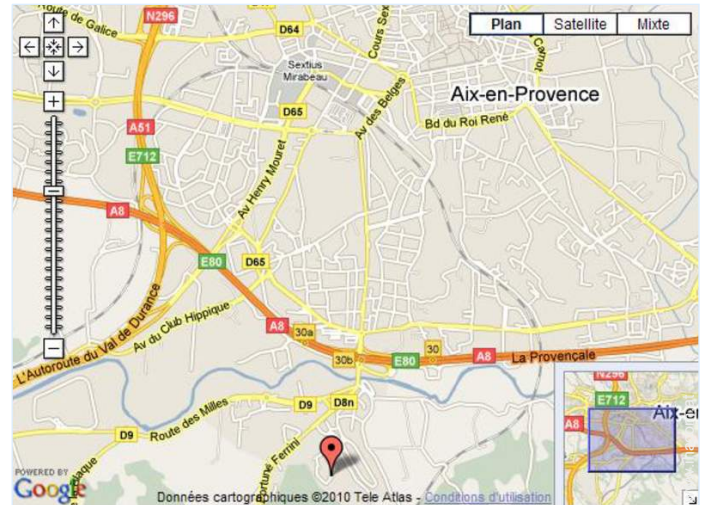 Route de Galice
N296
D64
Cours Sex
Plan
Satellite
Mixte
Carnot
Sextius
Mirabeau
Aix-en-Provence
D65
Av des Belges
Bd du Roi René
A51
E712
Av Henry Mouret
A8
E80
D65
L'Autoroute du Val de Durance
Av du Club Hippique
A8
30a
30b
E80
30
A8
La Provençale
N296
E712
Aix-e
A8
D9
D8n
D9
Route des Milles
ortuné Ferrini
POWERED BY
Google
Données cartographiques ©2010 Tele Atlas - Conditions d'utilisation